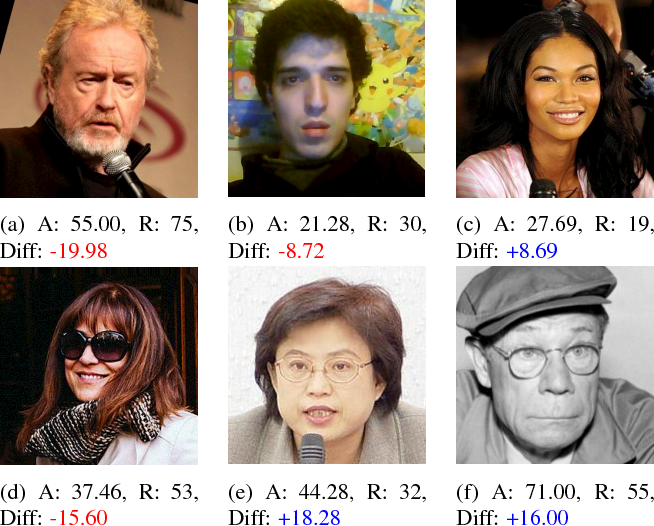 (a) A: 55.00, R: 75,
Diff: -19.98
(b) A: 21.28, R: 30,
Diff: -8.72
(c) A: 27.69, R: 19,
Diff: +8.69
(d) A: 37.46, R: 53,
Diff: -15.60
(e) A: 44.28, R: 32,
Diff: +18.28
(f) A: 71.00, R: 55,
Diff: +16.00